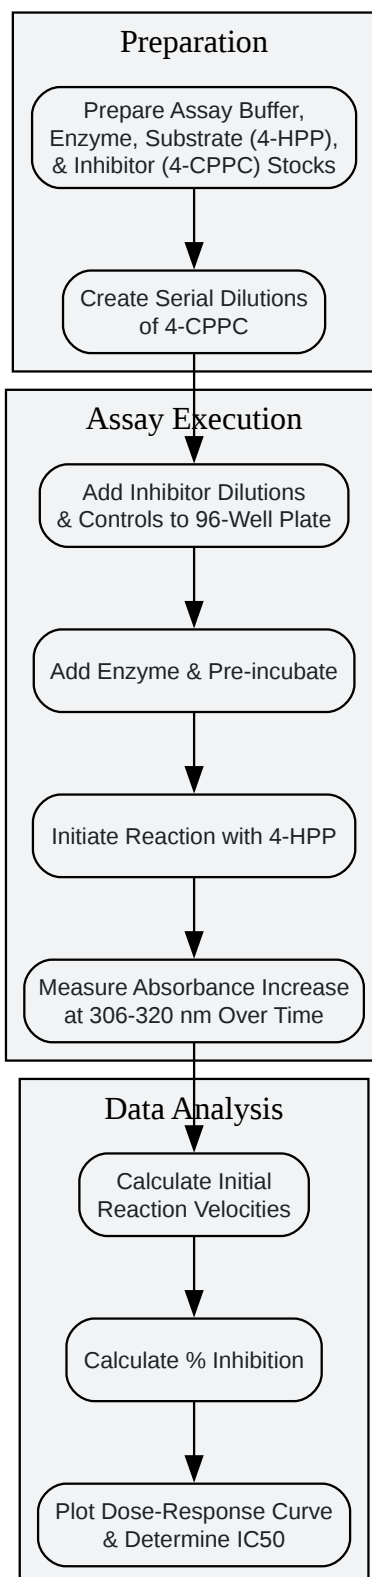 Preparation
Prepare Assay Buffer,
Enzyme, Substrate (4-HPP),
& Inhibitor (4-CPPC) Stocks
Create Serial Dilutions
of 4-CPPC
Assay Execution
Add Inhibitor Dilutions
& Controls to 96-Well Plate
Add Enzyme & Pre-incubate
Initiate Reaction with 4-HPP
Measure Absorbance Increase
at 306-320 nm Over Time
Data Analysis
Calculate Initial
Reaction Velocities
Calculate % Inhibition
Plot Dose-Response Curve
& Determine IC50